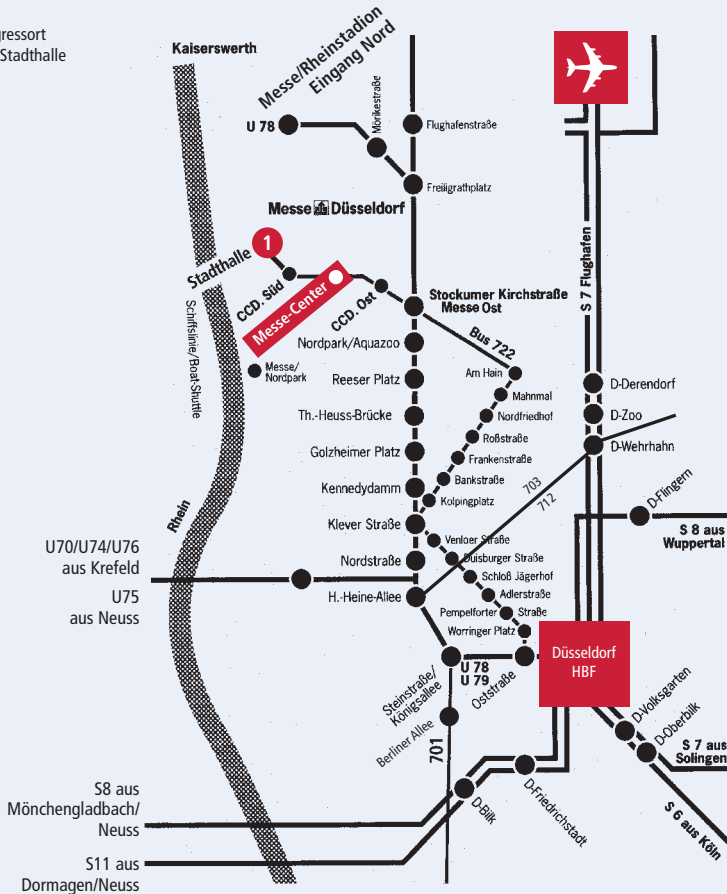 gressort
Stadthalle
Kaiserswerth
Messe/Rheinstadion
Eingang Nord
U 78
Mörikestraße
Flughafenstraße
Freiligrathplatz
Messe Düsseldorf
1
Stadthalle
CCD. Süd
Messe-Center
CCD. Ost
Stockumer Kirchstraße
Messe Ost
S 7 Flughafen
Schiffslinie/Boat-Shuttle
Messe/
Nordpark
Nordpark/Aquazoo
Bus 722
Reeser Platz
Am Hain
D-Derendorf
Mahnmal
Th.-Heuss-Brücke
Nordfriedhof
D-Zoo
Roßstraße
D-Wehrhahn
Golzheimer Platz
Frankenstraße
Bankstraße
Kennedydamm
Kolpingplatz
703
712
D-Flingern
Rhein
Klever Straße
S 8 aus
Wuppertal
Venloer Straße
U70/U74/U76
aus Krefeld
Nordstraße
Duisburger Straße
Schloß Jägerhof
U75
aus Neuss
H.-Heine-Allee
Adlerstraße
Pempelforter Straße
Worringer Platz
Düsseldorf
HBF
U 78
U 79
Steinstraße/
Königsallee
Oststraße
D-Volksgarten
D-Oberbilk
Berliner Allee
701
S 7 aus
Solingen
S8 aus
Mönchengladbach/
Neuss
D-Bilk
D-Friedrichstadt
S 6 aus Köln
S11 aus
Dormagen/Neuss